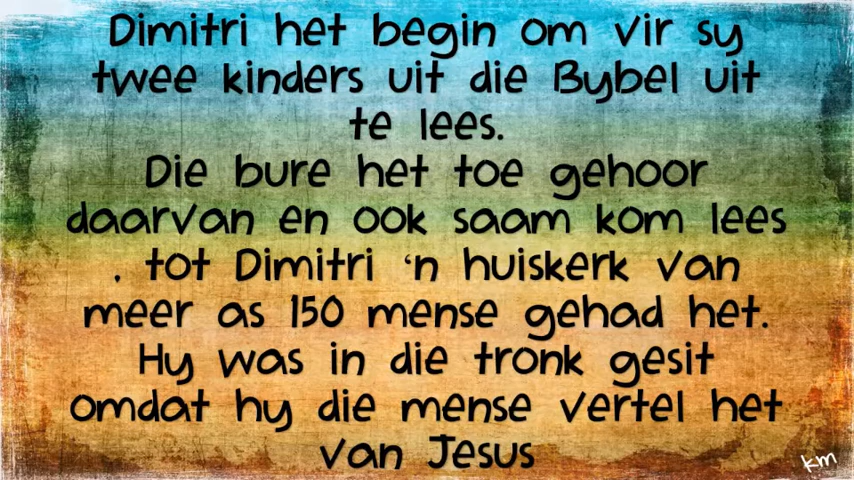 Dimitri het begin om vir sy
twee kinders uit die Bybel uit
te lees.
Die bure het toe gehoor
daarvan en ook saam kom lees
, tot Dimitri ‘n huiskerk van
meer as 150 mense gehad het.
Hy was in die tronk gesit
omdat hy die mense vertel het
van Jesus
km